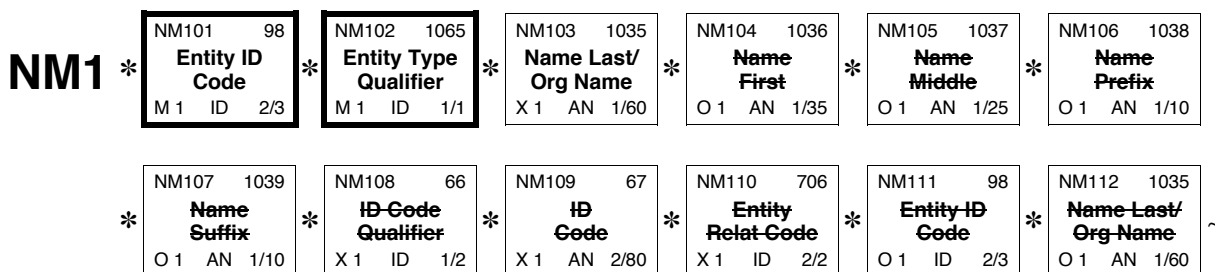 NM101 98 NM102 1065 NM103 1035 NM104 1036 NM105 1037 NM106 1038
NM1 * Entity ID * Entity Type * Name Last/ * Name * Name * Name
Code Qualifier Org Name First Middle Prefix
M 1 ID 2/3 M 1 ID 1/1 X 1 AN 1/60 O 1 AN 1/35 O 1 AN 1/25 O 1 AN 1/10
NM107 1039 NM108 66 NM109 67 NM110 706 NM111 98 NM112 1035
* Name * ID Code * ID * Entity * Entity ID * Name Last/ ~
Suffix Qualifier Code Relat Code Code Org Name
O 1 AN 1/10 X 1 ID 1/2 X 1 AN 2/80 X 1 ID 2/2 O 1 ID 2/3 O 1 AN 1/60